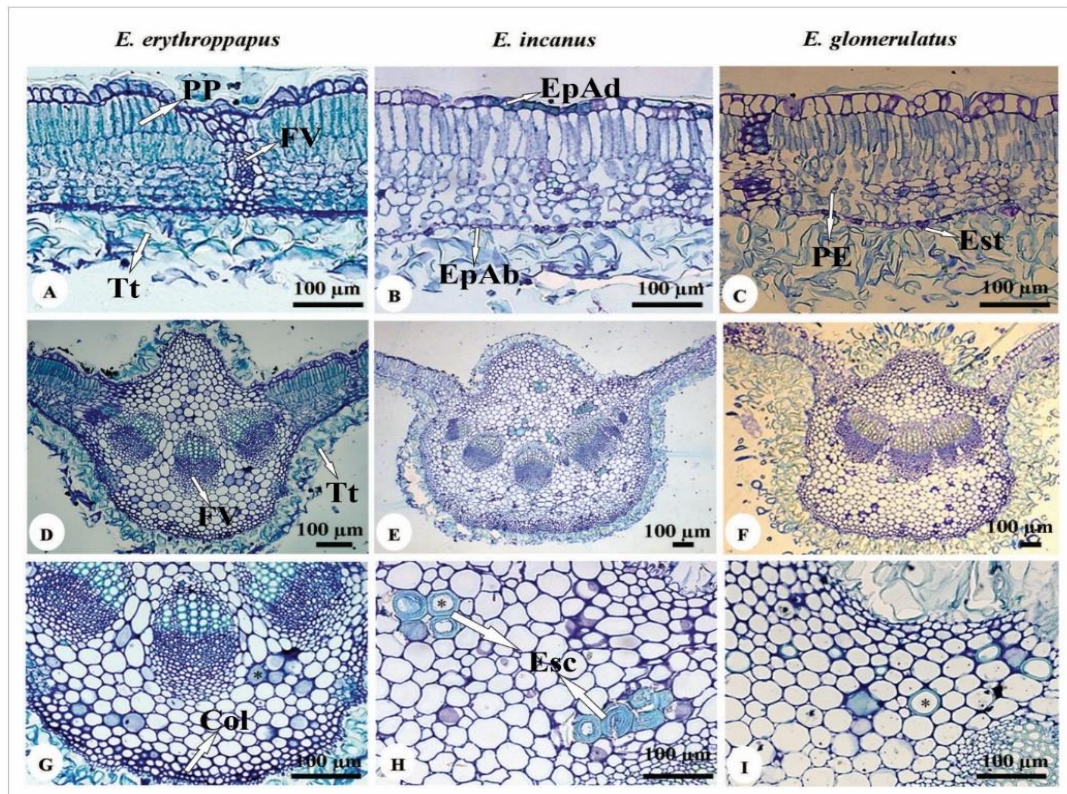 E. erythroppapus E. incanus E. glomerulatus
PP EpAd
FV
EpAb Est
PE
Tt
A 100 µm B 100 µm C 100 µm
Tt
FV
D 100 µm E 100 µm F 100 µm
* * Esc *
Col
G 100 µm H 100 µm I 100 µm